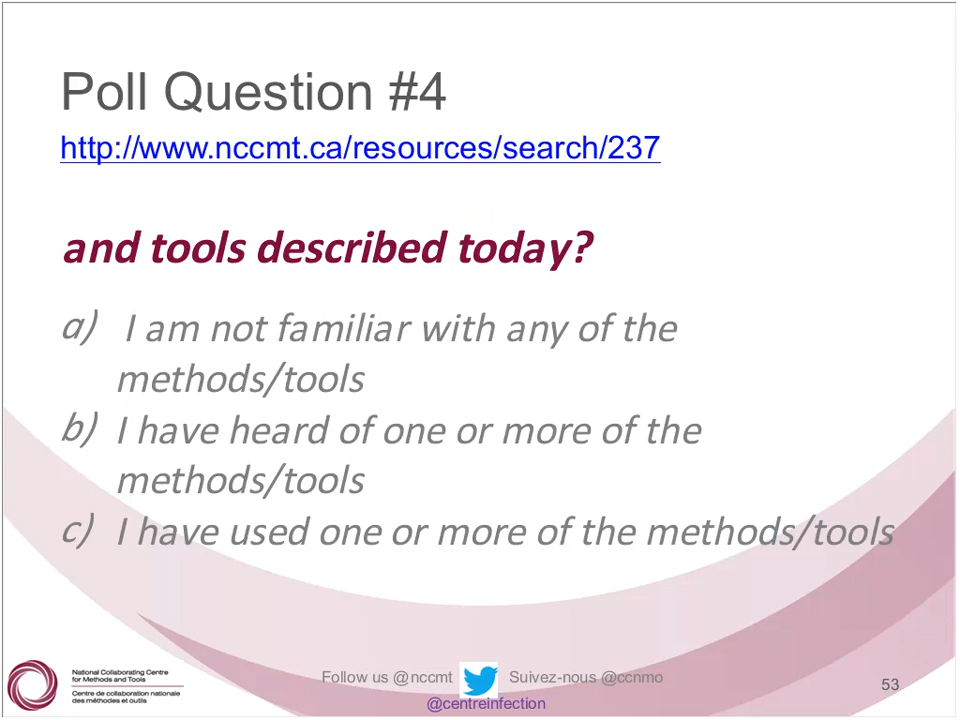 Poll Question #4
http://www.nccmt.ca/resources/search/237
and tools described today?
a) I am not familiar with any of the
methods/tools
b) I have heard of one or more of the
methods/tools
c) I have used one or more of the methods/tools
National Collaborating Centre
for Methods and Tools
Centre de collaboration nationale
des méthodes et outils
Follow us @nccmt Suivez-nous @ccnmo
@centreinfection
53